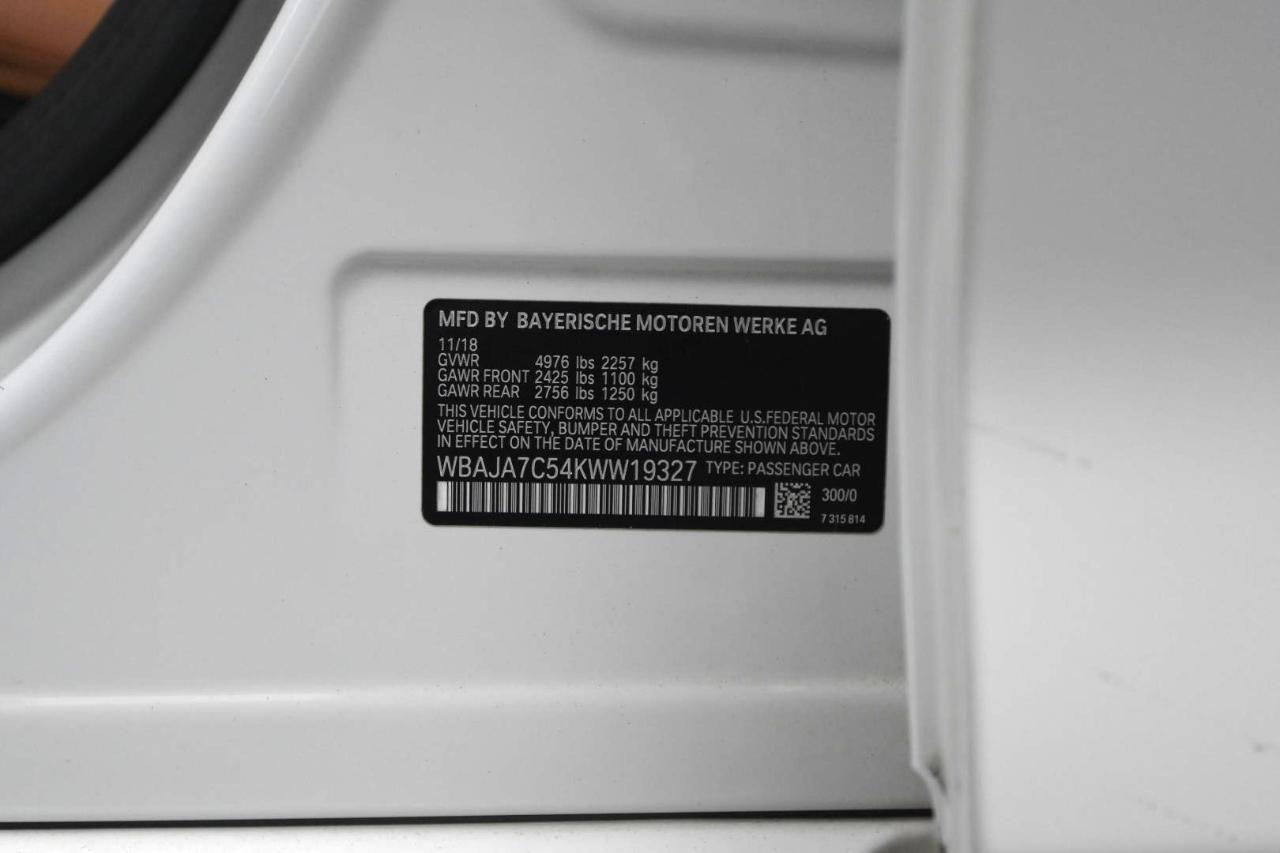 MFD BY BAYERISCHE MOTOREN WERKE AG
11/18
GVWR 4976 lbs 2257 kg
GAWR FRONT 2425 lbs 1100 kg
GAWR REAR 2756 lbs 1250 kg
THIS VEHICLE CONFORMS TO ALL APPLICABLE U.S.FEDERAL MOTOR
VEHICLE SAFETY, BUMPER AND THEFT PREVENTION STANDARDS
IN EFFECT ON THE DATE OF MANUFACTURE SHOWN ABOVE.
WBAJA7C54KWW19327 TYPE: PASSENGER CAR
300/0
7 315 814